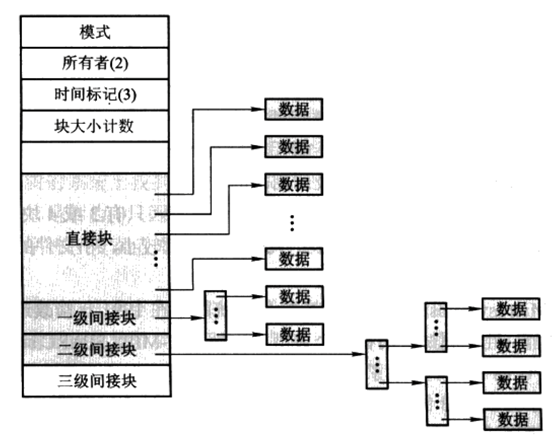 模式
所有者(2)
时间标记(3)
块大小计数
数据
数据
数据
直接块
数据
一级间接块
数据
数据
二级间接块
三级间接块
数据
数据
数据
数据